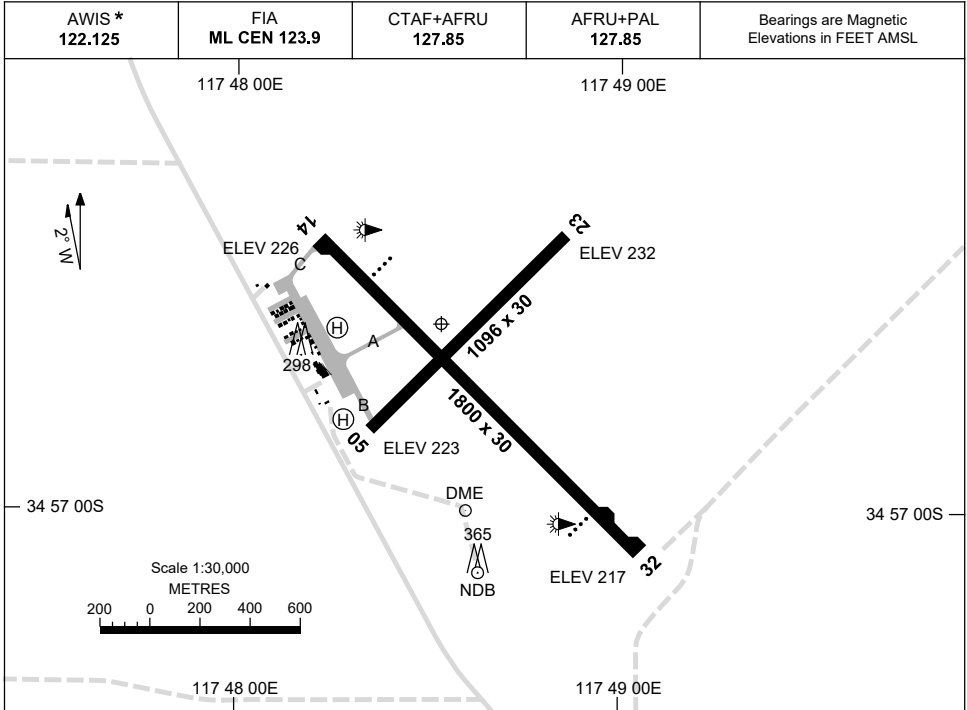 AWIS *
122.125
FIA
ML CEN 123.9
CTAF+AFRU
127.85
AFRU+PAL
127.85
Bearings are Magnetic
Elevations in FEET AMSL
117 48 00E
117 49 00E
2° W
14
23
ELEV 226
ELEV 232
C
H
A
1096 x 30
298
1800 x 30
B
H
05
ELEV 223
34 57 00S
DME
34 57 00S
365
ELEV 217
32
NDB
Scale 1:30,000
METRES
200 0 200 400 600
117 48 00E
117 49 00E